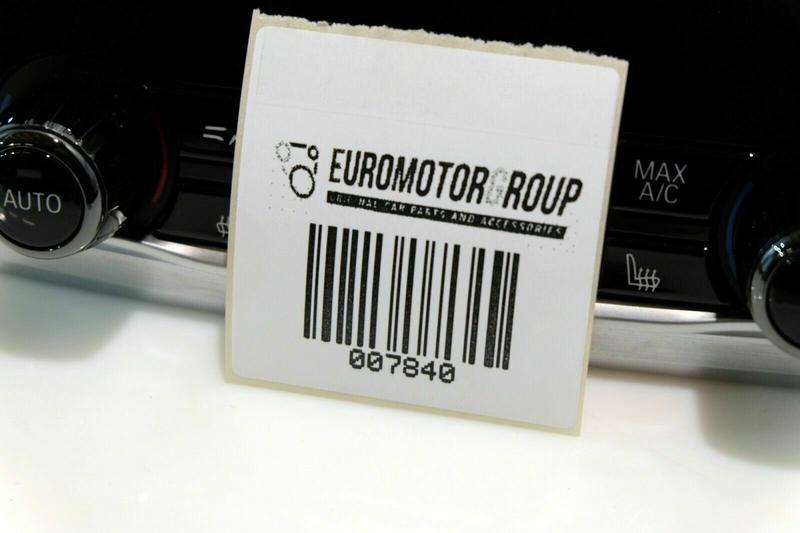 EUROMOTORGROUP
ORIGINAL CAR PARTS AND ACCESSORIES
007840
AUTO
MAX
A/C